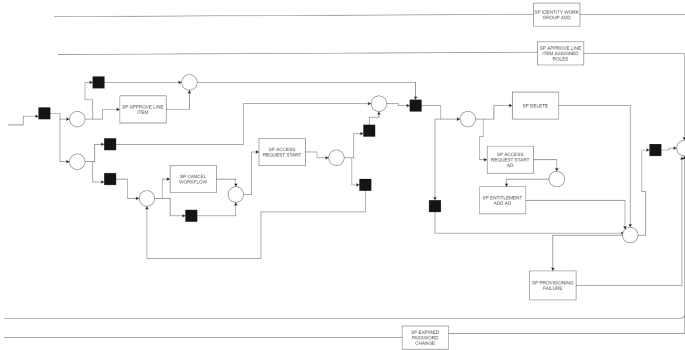 SP IDENTITY WORK
GROUP ADD
SP APPROVE LINE
ITEM ASSIGNED
ROLES
SP APPROVE LINE
ITEM
SP DELETE
SP ACCESS
REQUEST START
SP ACCESS
REQUEST START
AD
SP CANCEL
WORKFLOW
SP ENTITLEMENT
ADD AD
SP PROVISIONING
FAILURE
SP EXPIRED
PASSWORD
CHANGE